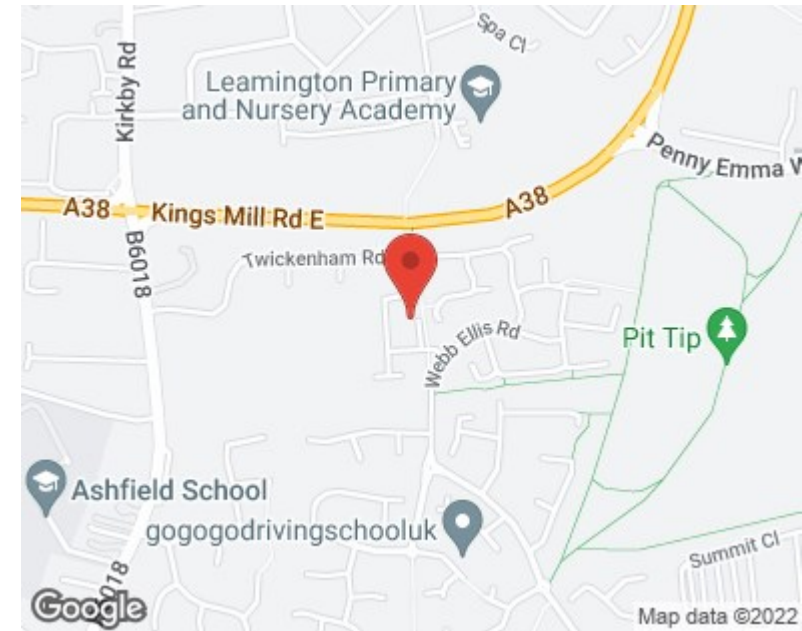 Spa Cl
Kirkby Rd
Leamington Primary
and Nursery Academy
Penny Emma W
A38
Kings Mill Rd E
A38
B6018
Twickenham Rd
Webb Ellis Rd
Pit Tip
Ashfield School
gogogodrivingschooluk
Summit Cl
6018
Google
Map data ©2022